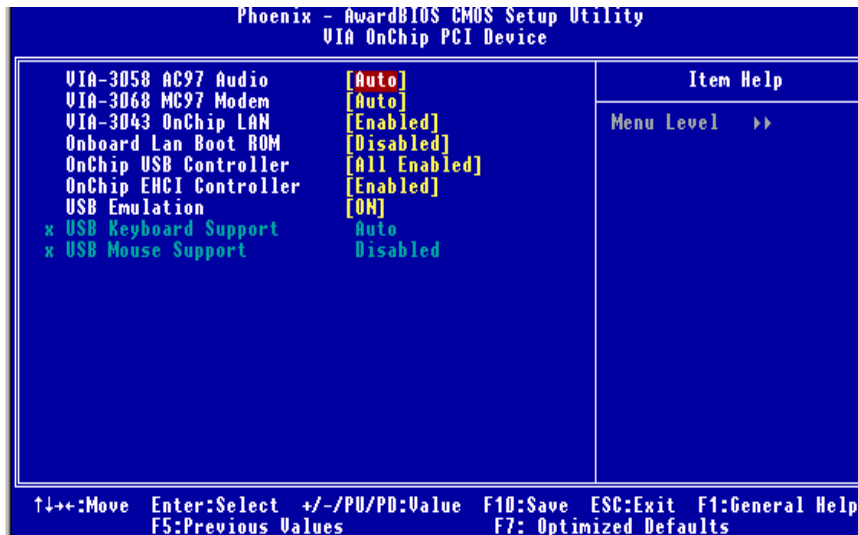 Phoenix - AwardBIOS CMOS Setup Utility
VIA OnChip PCI Device
VIA-3058 AC97 Audio [Auto]
VIA-3068 MC97 Modem [Auto]
VIA-3043 OnChip LAN [Enabled]
Onboard Lan Boot ROM [Disabled]
OnChip USB Controller [All Enabled]
OnChip EHCI Controller [Enabled]
USB Emulation [ON]
x USB Keyboard Support Auto
x USB Mouse Support Disabled
Item Help
Menu Level ▸▸
↑↓→←:Move Enter:Select +/-/PU/PD:Value F10:Save ESC:Exit F1:General Help
F5:Previous Values F7: Optimized Defaults